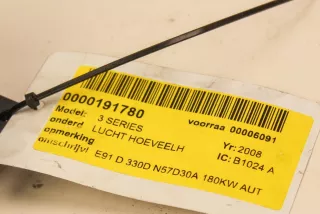 0000191780 voorraa 00006091
Model: 3 SERIES Yr: 2008
onderd LUCHT HOEVEELH IC: B1024 A
opmerking
omschrijvi E91 D 330D N57D30A 180KW AUT